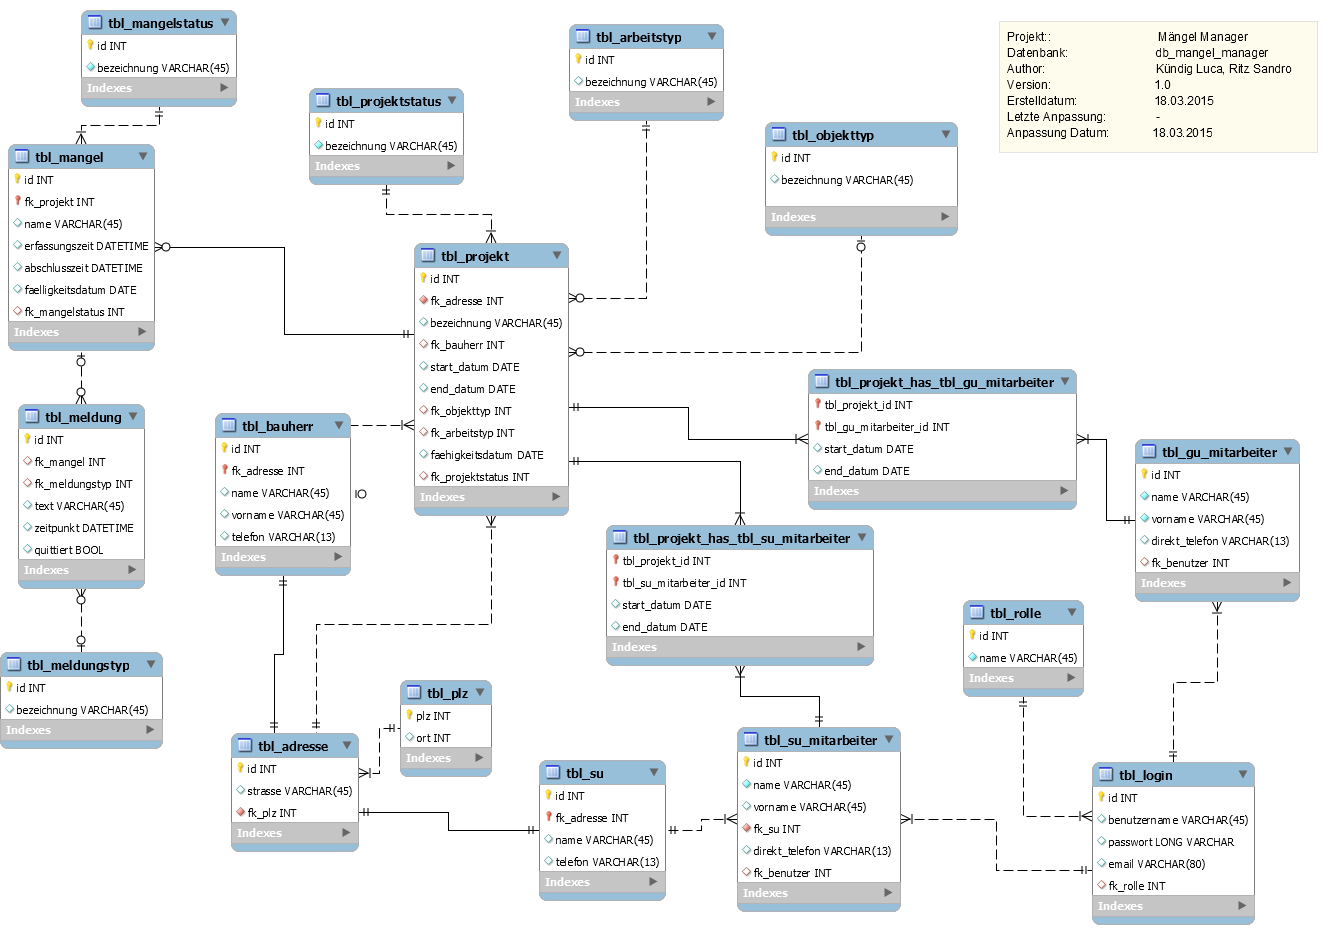 tbl_mangelstatus
id INT
bezeichnung VARCHAR(45)
Indexes
tbl_arbeitstyp
id INT
bezeichnung VARCHAR(45)
Indexes
Projekt:: Mängel Manager
Datenbank: db_mangel_manager
Author: Kündig Luca, Ritz Sandro
Version: 1.0
Erstelldatum: 18.03.2015
Letzte Anpassung: -
Anpassung Datum: 18.03.2015
tbl_projektstatus
id INT
bezeichnung VARCHAR(45)
Indexes
tbl_objekttyp
id INT
bezeichnung VARCHAR(45)
Indexes
tbl_mangel
id INT
fk_projekt INT
name VARCHAR(45)
erfassungszeit DATETIME
abschlusszeit DATETIME
faelligkeitsdatum DATE
fk_mangelstatus INT
Indexes
tbl_projekt
id INT
fk_adresse INT
bezeichnung VARCHAR(45)
fk_bauherr INT
start_datum DATE
end_datum DATE
fk_objekttyp INT
fk_arbeitstyp INT
faehigkeitsdatum DATE
fk_projektstatus INT
Indexes
tbl_projekt_has_tbl_gu_mitarbeiter
tbl_projekt_id INT
tbl_gu_mitarbeiter_id INT
start_datum DATE
end_datum DATE
Indexes
tbl_meldung
id INT
fk_mangel INT
fk_meldungstyp INT
text VARCHAR(45)
zeitpunkt DATETIME
quittiert BOOL
Indexes
tbl_bauherr
id INT
fk_adresse INT
name VARCHAR(45)
vorname VARCHAR(45)
telefon VARCHAR(13)
Indexes
tbl_gu_mitarbeiter
id INT
name VARCHAR(45)
vorname VARCHAR(45)
direkt_telefon VARCHAR(13)
fk_benutzer INT
Indexes
tbl_projekt_has_tbl_su_mitarbeiter
tbl_projekt_id INT
tbl_su_mitarbeiter_id INT
start_datum DATE
end_datum DATE
Indexes
tbl_rolle
id INT
name VARCHAR(45)
Indexes
tbl_meldungstyp
id INT
bezeichnung VARCHAR(45)
Indexes
tbl_plz
plz INT
ort INT
Indexes
tbl_adresse
id INT
strasse VARCHAR(45)
fk_plz INT
Indexes
tbl_su
id INT
fk_adresse INT
name VARCHAR(45)
telefon VARCHAR(13)
Indexes
tbl_su_mitarbeiter
id INT
name VARCHAR(45)
vorname VARCHAR(45)
fk_su INT
direkt_telefon VARCHAR(13)
fk_benutzer INT
Indexes
tbl_login
id INT
benutzername VARCHAR(45)
passwort LONG VARCHAR
email VARCHAR(80)
fk_rolle INT
Indexes